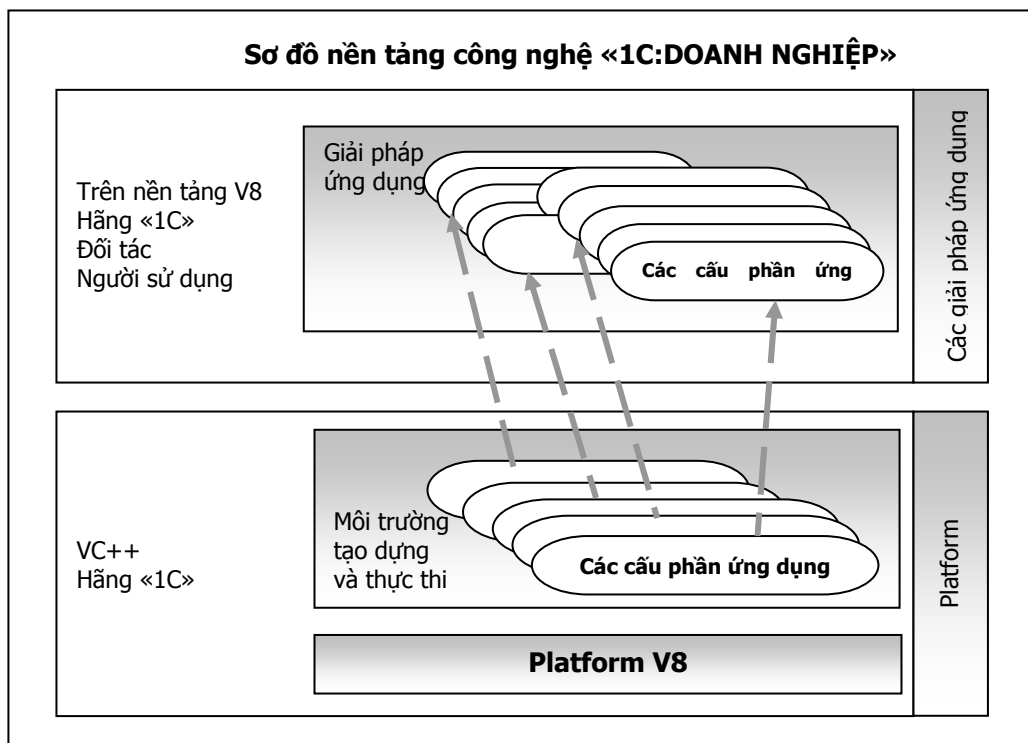 Sơ đồ nền tảng công nghệ «1C:DOANH NGHIỆP»
Trên nền tảng V8
Hãng «1C»
Đối tác
Người sử dụng
Giải pháp
ứng dụng
Các cấu phần ứng
Các giải pháp ứng dụng
VC++
Hãng «1C»
Môi trường
tạo dựng
và thực thi
Các cấu phần ứng dụng
Platform V8
Platform